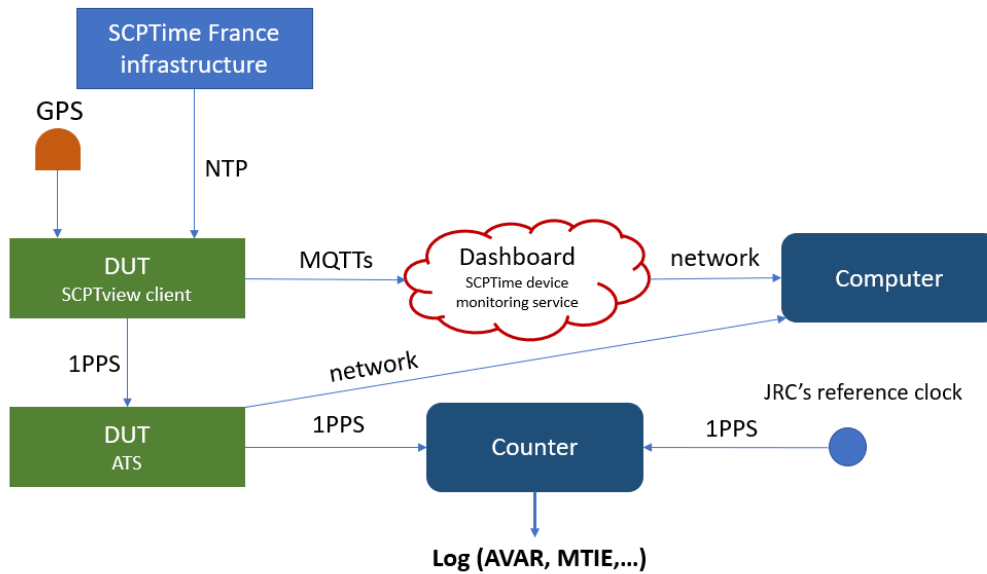 SCPTime France
infrastructure
GPS
NTP
DUT
SCPTview client
MQTTs
Dashboard
SCPTime device
monitoring service
network
Computer
1PPS
network
JRC's reference clock
DUT
ATS
1PPS
Counter
1PPS
Log (AVAR, MTIE,...)